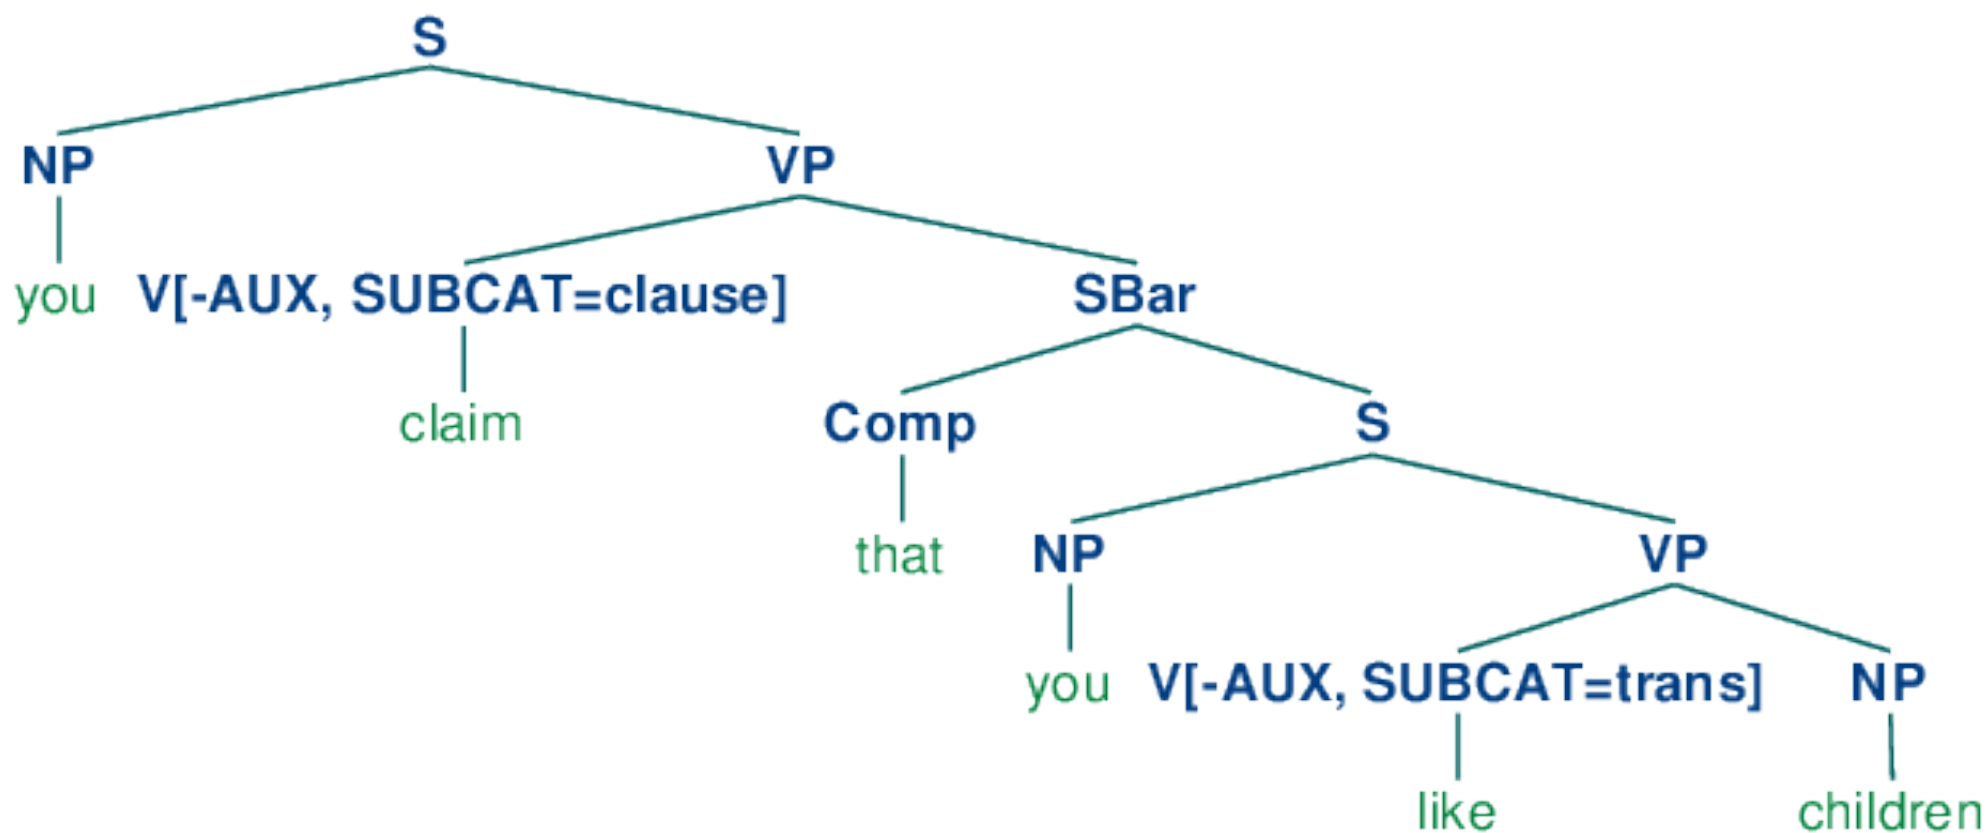 S
NP VP
you V[-AUX, SUBCAT=clause] SBar
claim Comp S
that NP VP
you V[-AUX, SUBCAT=trans] NP
like children